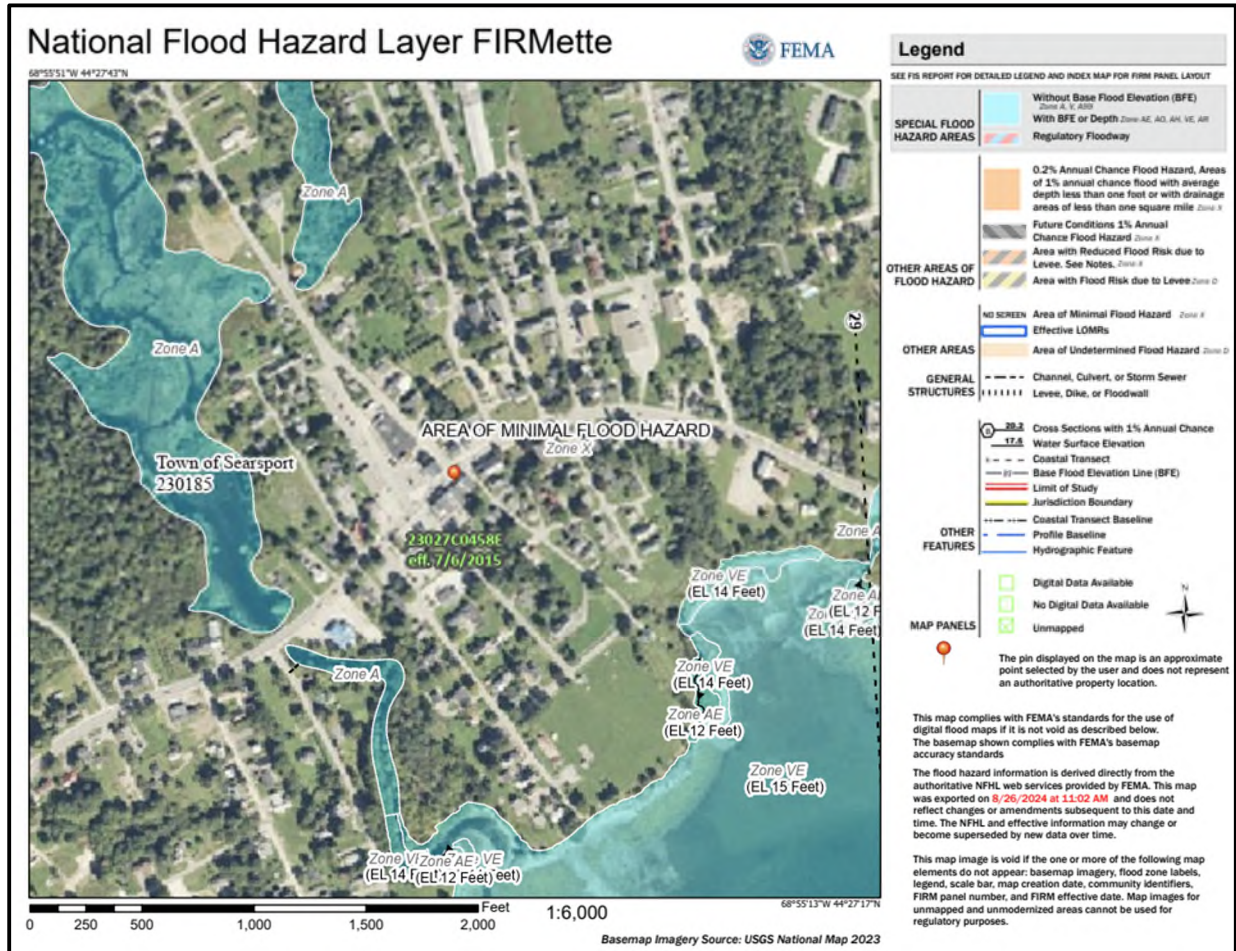 National Flood Hazard Layer FIRMette
FEMA
68°55'51"W 44°27'43"N
Zone A
Zone A
29
AREA OF MINIMAL FLOOD HAZARD
Zone X
Town of Searsport
230185
23027C0458E
eff. 7/6/2015
Zone A
Zone VE
(EL 14 Feet)
(EL 12 F
(EL 14 Feet)
Zone A
Zone VE
(EL 14 Feet)
Zone AE
(EL 12 Feet)
Zone VE
(EL 15 Feet)
Zone AE
(EL 12 Feet)
68°55'13"W 44°27'17"N
0 250 500 1,000 1,500 2,000
Feet
1:6,000
Basemap Imagery Source: USGS National Map 2023
Legend
SEE FIS REPORT FOR DETAILED LEGEND AND INDEX MAP FOR FIRM PANEL LAYOUT
SPECIAL FLOOD
HAZARD AREAS
Without Base Flood Elevation (BFE)
Zone A, V, A99
With BFE or Depth Zone AE, AO, AH, VE, AR
Regulatory Floodway
OTHER AREAS OF
FLOOD HAZARD
0.2% Annual Chance Flood Hazard, Areas
of 1% annual chance flood with average
depth less than one foot or with drainage
areas of less than one square mile Zone X
Future Conditions 1% Annual
Chance Flood Hazard Zone X
Area with Reduced Flood Risk due to
Levee. See Notes. Zone X
Area with Flood Risk due to Levee Zone D
OTHER AREAS
NO SCREEN Area of Minimal Flood Hazard Zone X
Effective LOMRs
Area of Undetermined Flood Hazard Zone D
GENERAL
STRUCTURES
Channel, Culvert, or Storm Sewer
Levee, Dike, or Floodwall
OTHER
FEATURES
B 20.2 Cross Sections with 1% Annual Chance
17.5 Water Surface Elevation
Coastal Transect
Base Flood Elevation Line (BFE)
Limit of Study
Jurisdiction Boundary
Coastal Transect Baseline
Profile Baseline
Hydrographic Feature
MAP PANELS
Digital Data Available
No Digital Data Available
Unmapped
N
The pin displayed on the map is an approximate
point selected by the user and does not represent
an authoritative property location.
This map complies with FEMA's standards for the use of
digital flood maps if it is not void as described below.
The basemap shown complies with FEMA's basemap
accuracy standards
The flood hazard information is derived directly from the
authoritative NFHL web services provided by FEMA. This map
was exported on 8/26/2024 at 11:02 AM and does not
reflect changes or amendments subsequent to this date and
time. The NFHL and effective information may change or
become superseded by new data over time.
This map image is void if the one or more of the following map
elements do not appear: basemap imagery, flood zone labels,
legend, scale bar, map creation date, community identifiers,
FIRM panel number, and FIRM effective date. Map images for
unmapped and unmodernized areas cannot be used for
regulatory purposes.